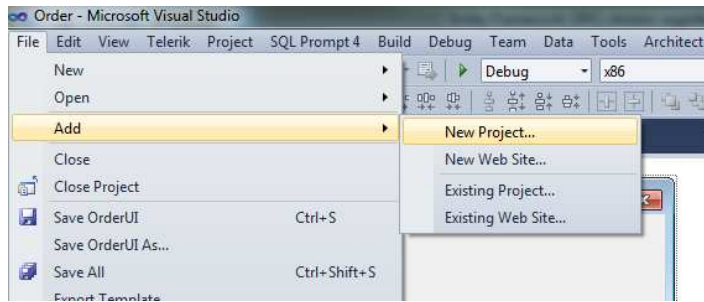 Order - Microsoft Visual Studio
File Edit View Telerik Project SQL Prompt 4 Build Debug Team Data Tools Architect
New
Debug x86
Open
Add
New Project...
Close
New Web Site...
Close Project
Existing Project...
Save OrderUI Ctrl+S
Existing Web Site...
Save OrderUI As...
Save All Ctrl+Shift+S
Export Template